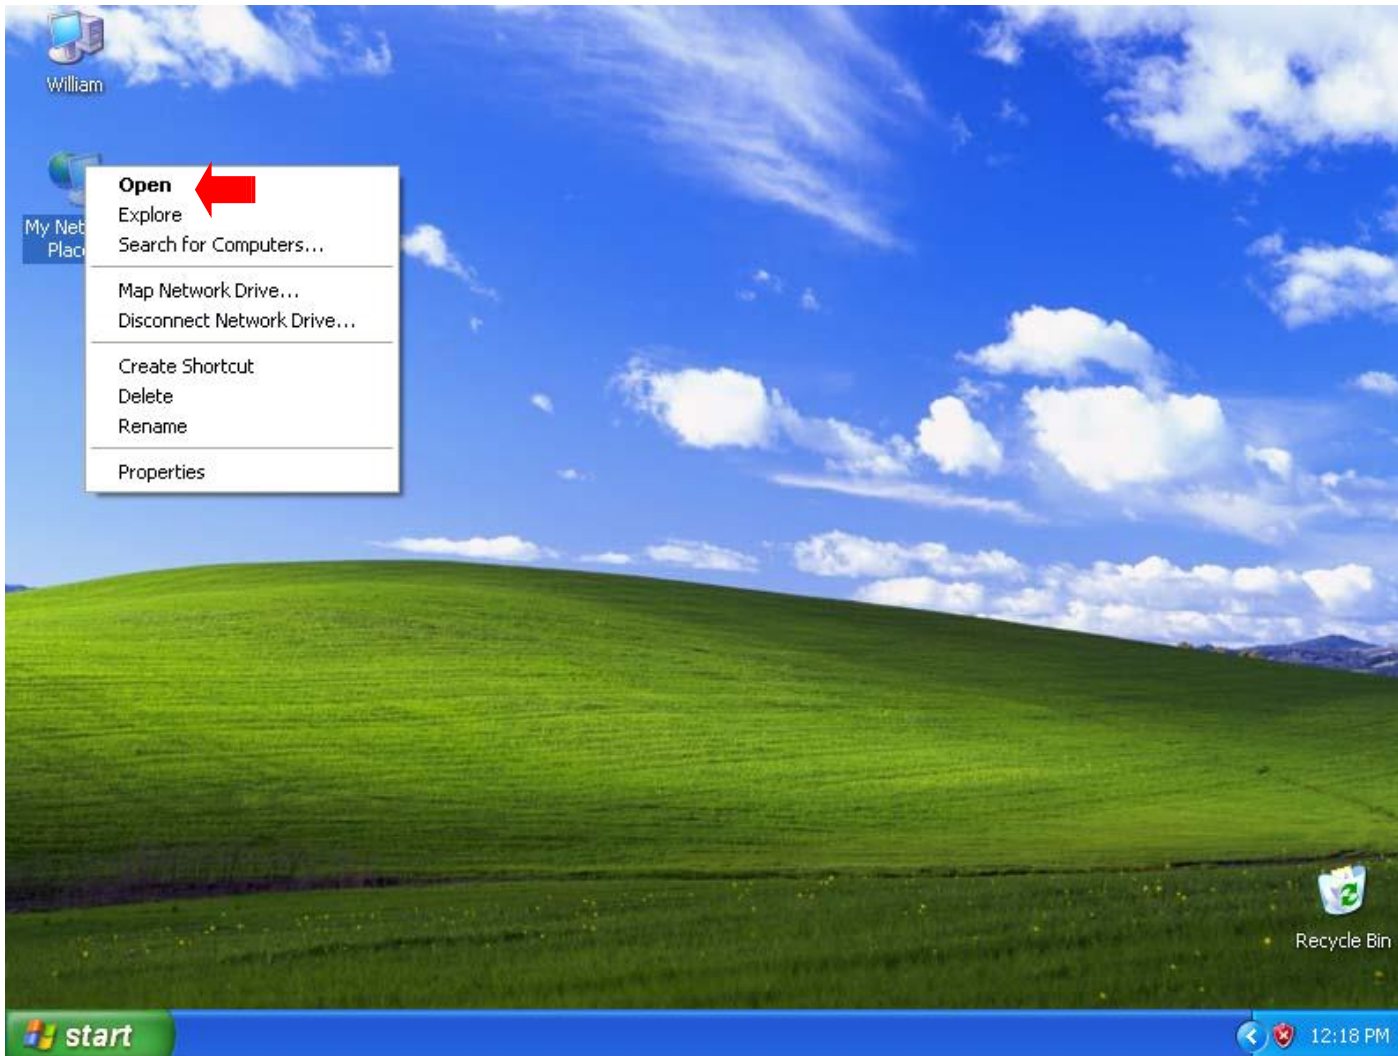 William
My Net
Plac
Open
Explore
Search for Computers...
Map Network Drive...
Disconnect Network Drive...
Create Shortcut
Delete
Rename
Properties
Recycle Bin
start
12:18 PM